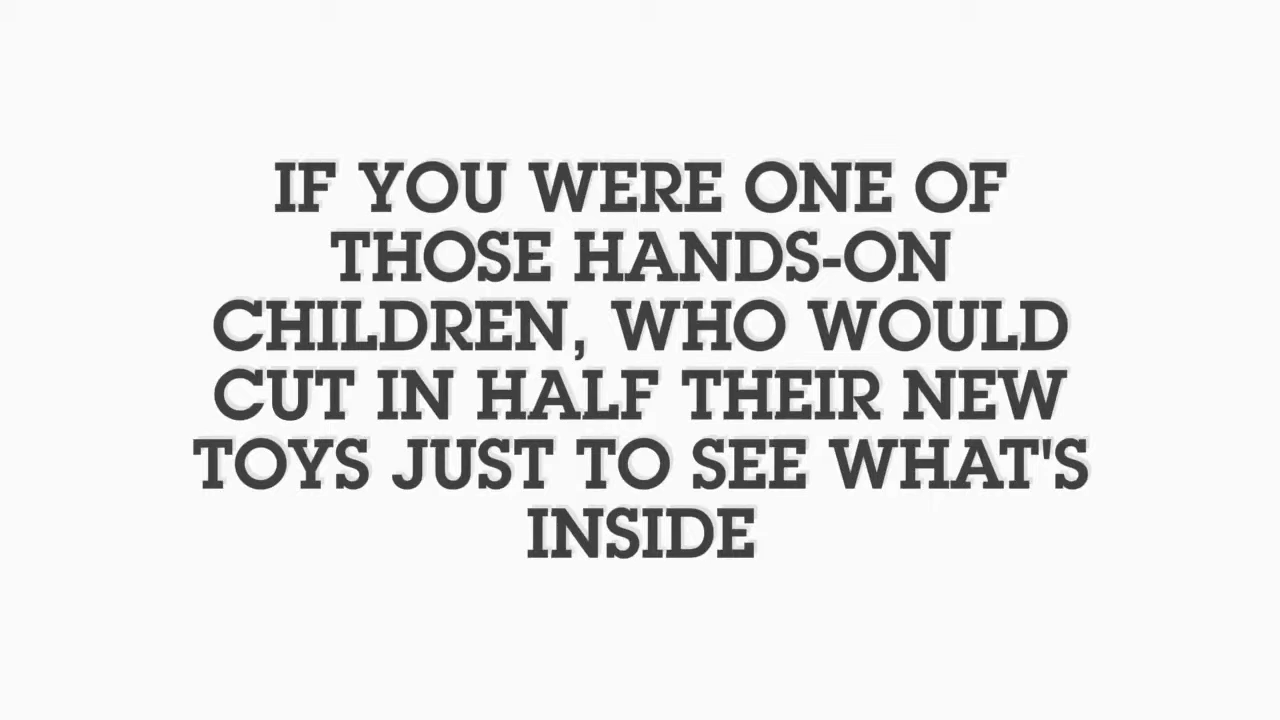 IF YOU WERE ONE OF
THOSE HANDS-ON
CHILDREN, WHO WOULD
CUT IN HALF THEIR NEW
TOYS JUST TO SEE WHAT'S
INSIDE